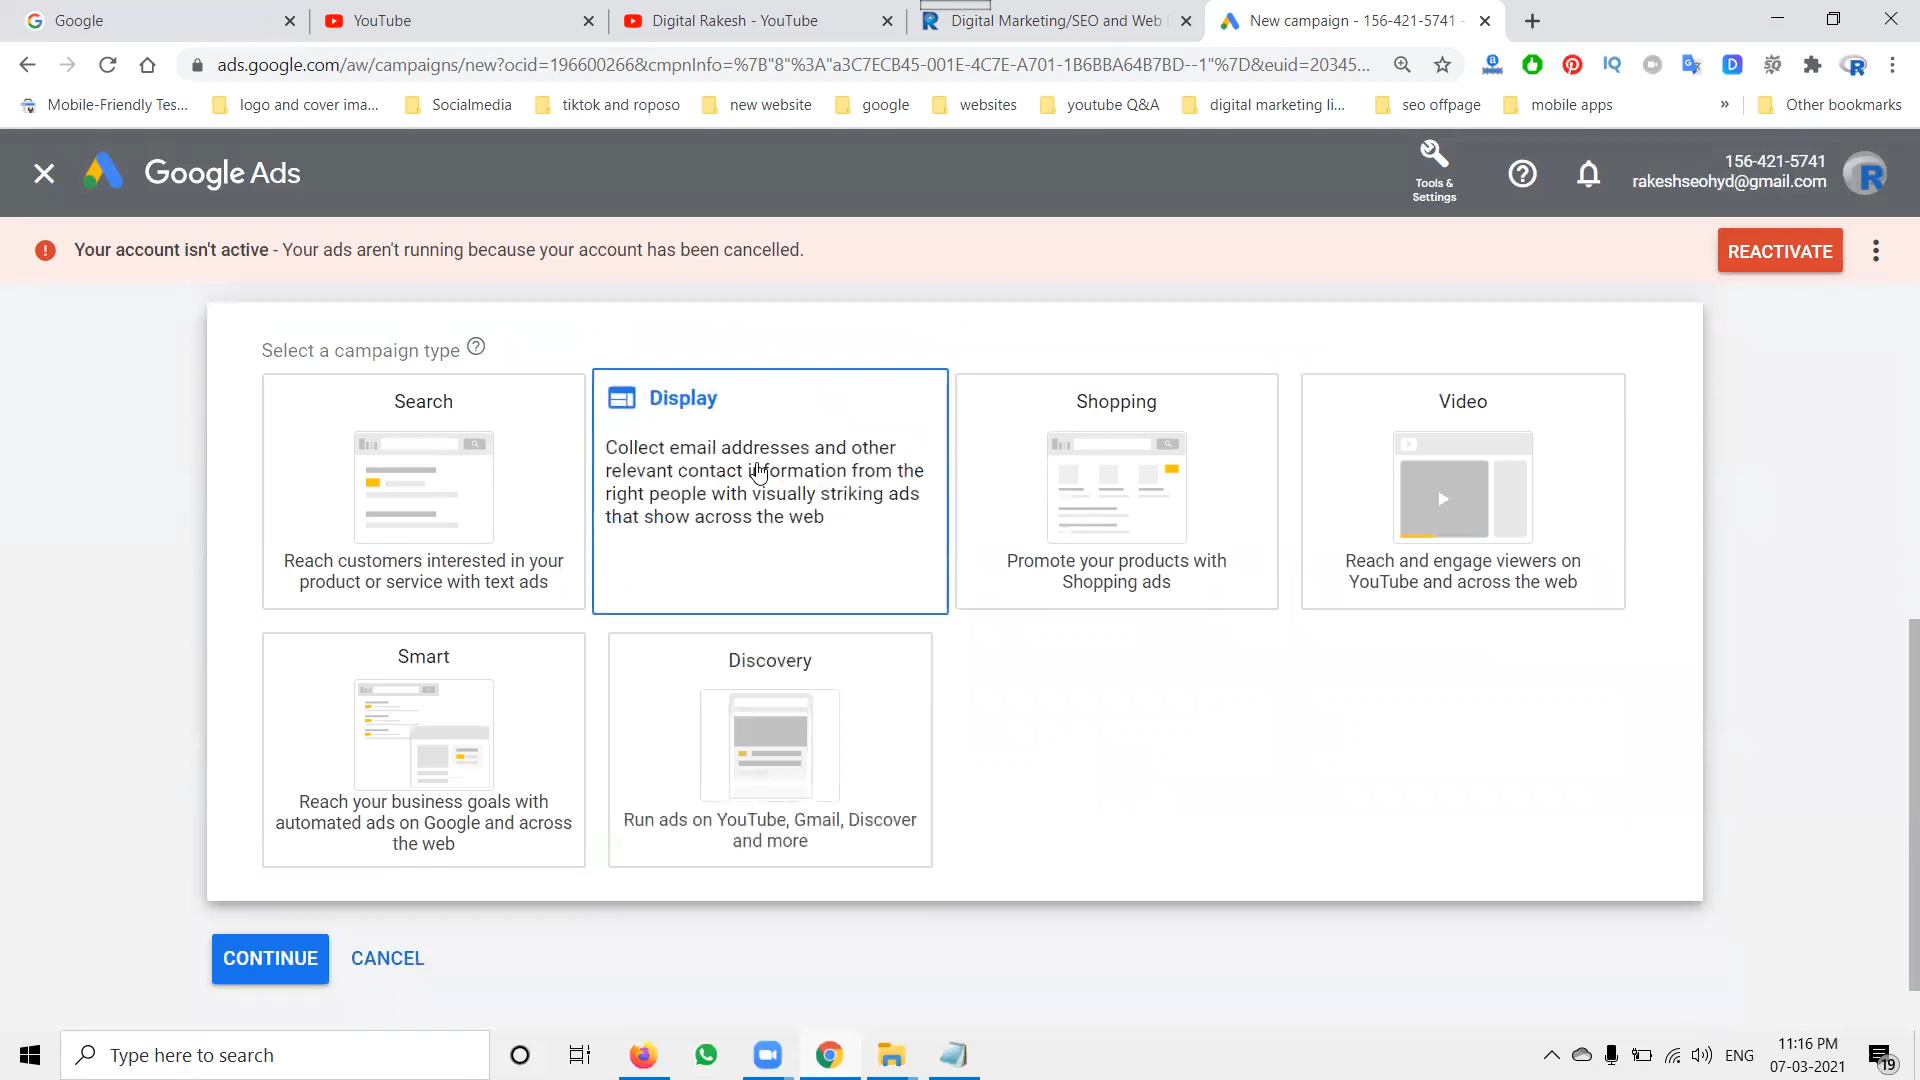 Google
YouTube
Digital Rakesh - YouTube
Digital Marketing/SEO and Web
New campaign - 156-421-5741 -
ads.google.com/aw/campaigns/new?ocid=196600266&cmpnInfo=%7B"8"%3A"a3C7ECB45-001E-4C7E-A701-1B6BBA64B7BD--1"%7D&euid=20345...
Mobile-Friendly Tes...
logo and cover ima...
Socialmedia
tiktok and roposo
new website
google
websites
youtube Q&A
digital marketing li...
seo offpage
mobile apps
»
Other bookmarks
Google Ads
Tools &
Settings
156-421-5741
rakeshseohyd@gmail.com
Your account isn't active - Your ads aren't running because your account has been cancelled.
REACTIVATE
Select a campaign type
Search
Reach customers interested in your
product or service with text ads
Display
Collect email addresses and other
relevant contact information from the
right people with visually striking ads
that show across the web
Shopping
Promote your products with
Shopping ads
Video
Reach and engage viewers on
YouTube and across the web
Smart
Reach your business goals with
automated ads on Google and across
the web
Discovery
Run ads on YouTube, Gmail, Discover
and more
CONTINUE
CANCEL
Type here to search
ENG
11:16 PM
07-03-2021
19